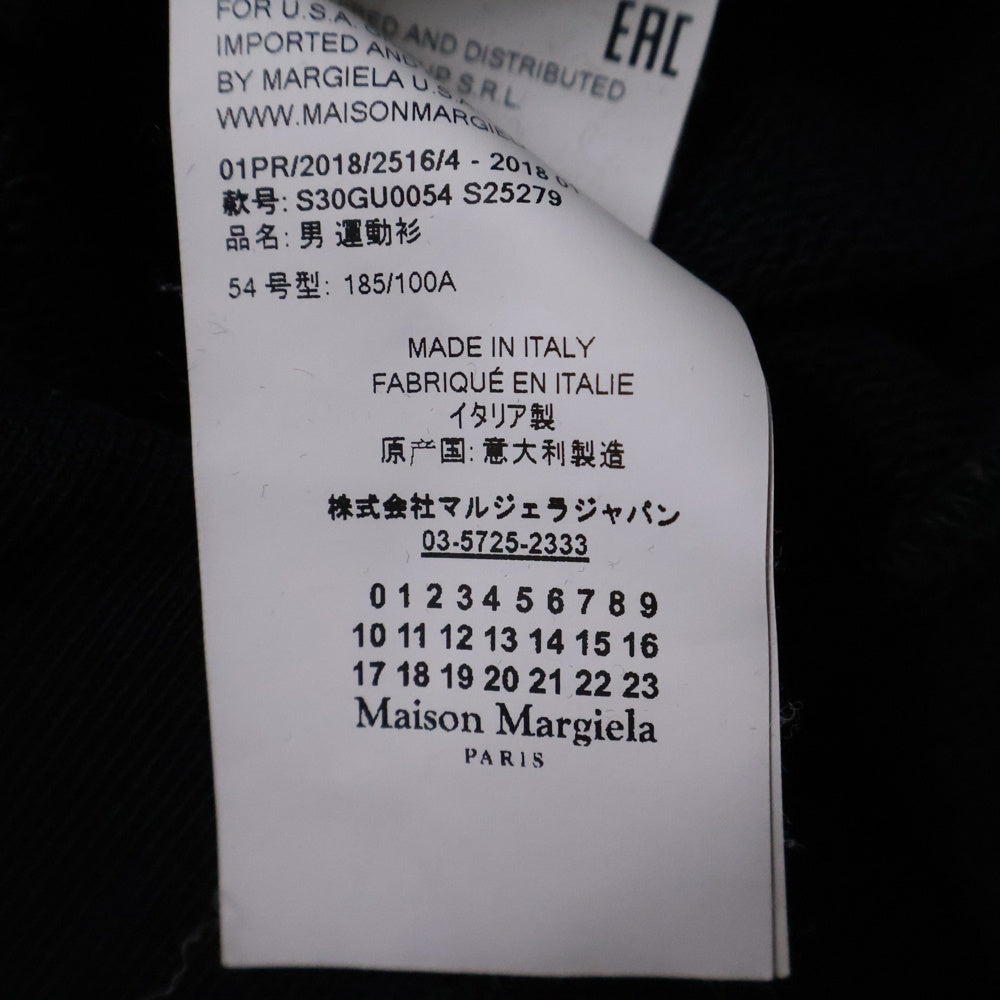 FOR U.S.A.
IMPORTED AND
BY MARGIELA U.S.A.
WWW.MAISONMARGIE
AND DISTRIBUTED
S.R.L.
EAC
01PR/2018/2516/4 - 2018
款号: S30GU0054 S25279
品名: 男 運動衫
54 号型: 185/100A
MADE IN ITALY
FABRIQUÉ EN ITALIE
イタリア製
原产国: 意大利製造
株式会社マルジェラジャパン
03-5725-2333
0 1 2 3 4 5 6 7 8 9
10 11 12 13 14 15 16
17 18 19 20 21 22 23
Maison Margiela
PARIS